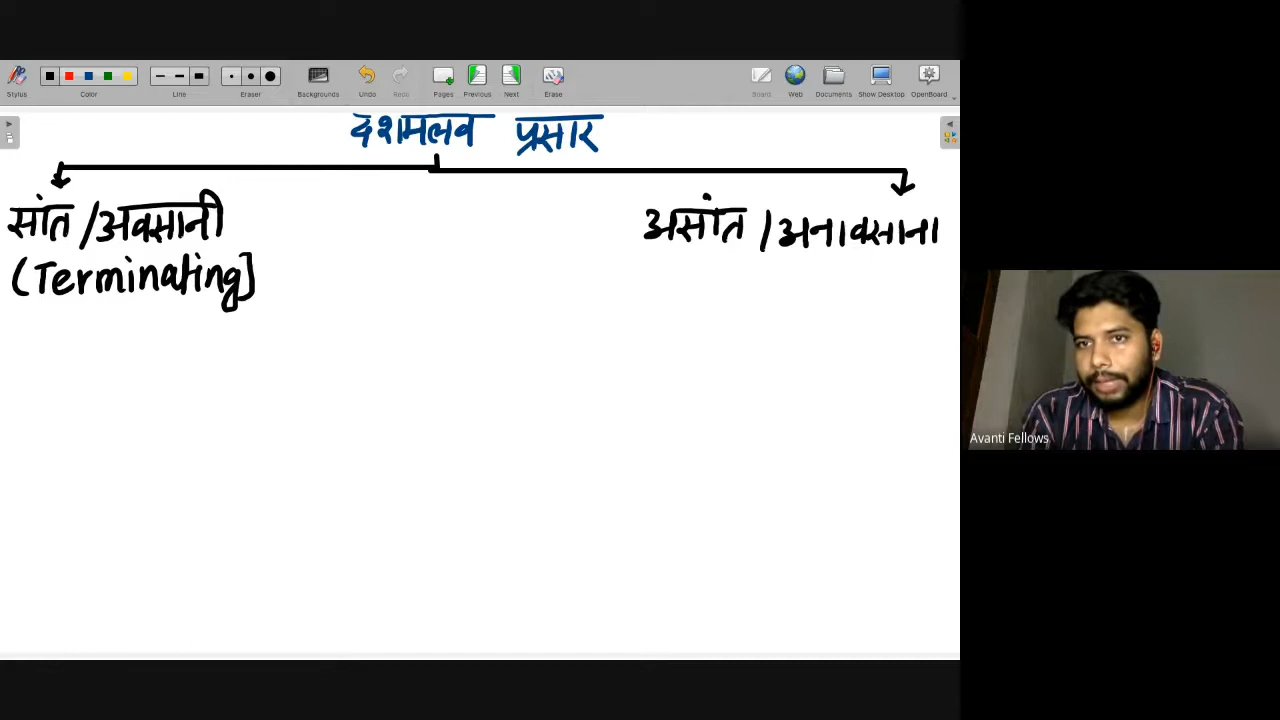 Stylus Color Line Eraser Backgrounds Undo Redo Pages Previous Next Erase Board Web Documents Show Desktop OpenBoard
दशमलव प्रसार
सांत /अवसानी
असांत /अनावसाना
(Terminating]
Avanti Fellows